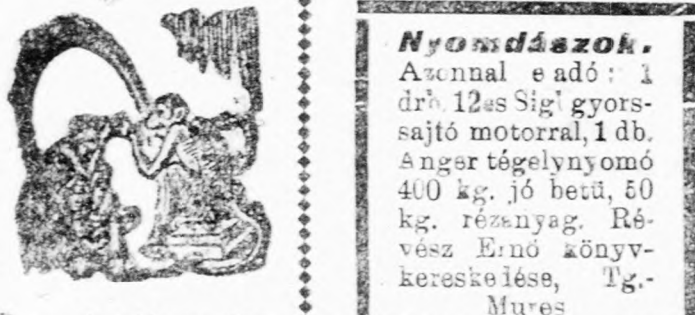 Nyomdászok.
Azonnal eladó: 1
drb. 12es Sigl gyors-
sajtó motorral, 1 db.
Anger tégelynyomó
400 kg. jó betü, 50
kg. rézanyag. Ré-
vész Ernő könyv-
kereskedése, Tg.-
Mures